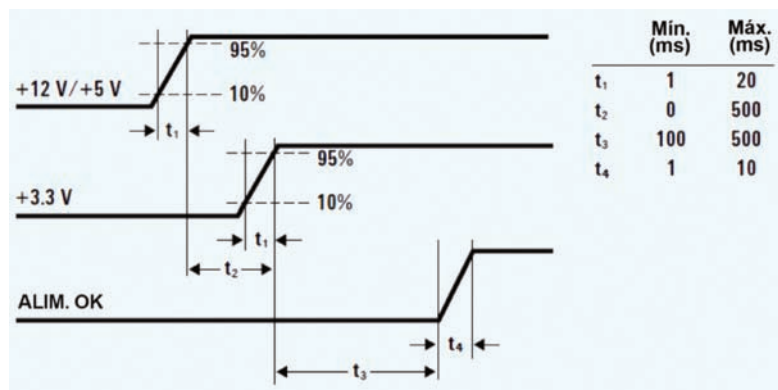 95%
+12 V/+5 V
10%
t₁
95%
+3.3 V
10%
t₁
t₂
ALIM. OK
t₄
t₃
Mín. Máx.
(ms) (ms)
t₁ 1 20
t₂ 0 500
t₃ 100 500
t₄ 1 10